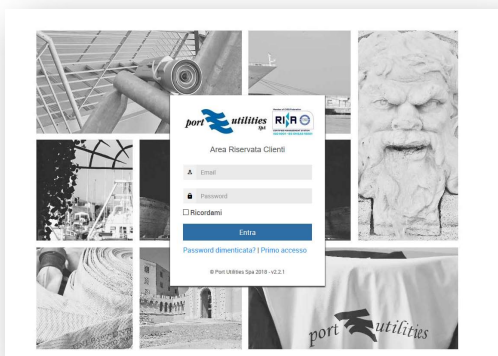 port utilities
SpA
RI R
Area Riservata Clienti
Email
Password
Ricordami
Entra
Password dimenticata? | Primo accesso
© Port Utilities Spa 2018 - v2.2.1
port utilities